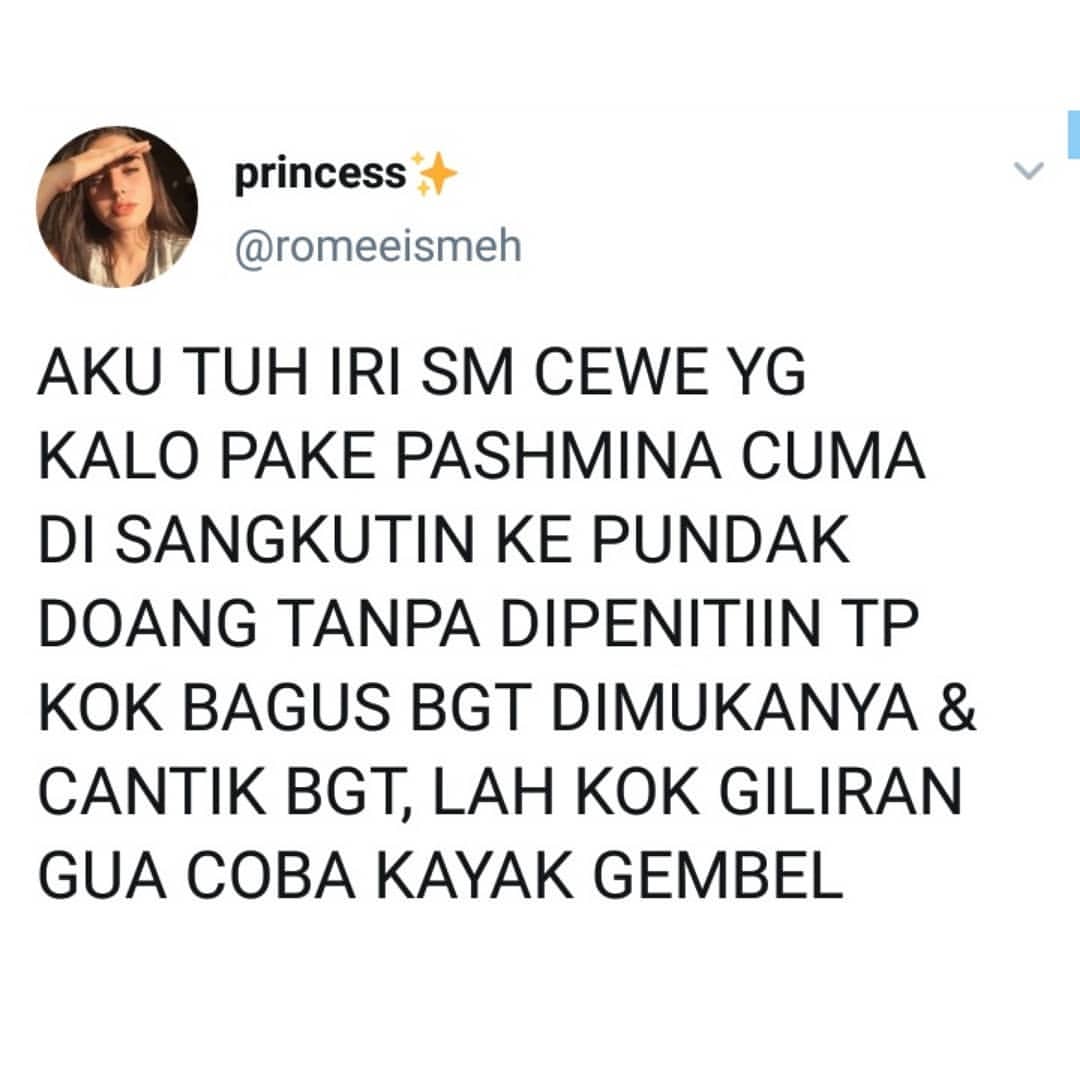 princess✨
@romeeismeh
AKU TUH IRI SM CEWE YG
KALO PAKE PASHMINA CUMA
DI SANGKUTIN KE PUNDAK
DOANG TANPA DIPENITIIN TP
KOK BAGUS BGT DIMUKANYA &
CANTIK BGT, LAH KOK GILIRAN
GUA COBA KAYAK GEMBEL